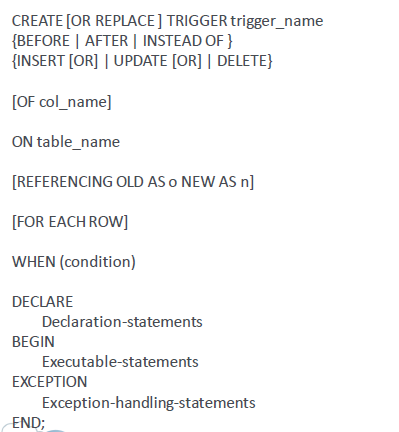 CREATE [OR REPLACE ] TRIGGER trigger_name
{BEFORE | AFTER | INSTEAD OF }
{INSERT [OR] | UPDATE [OR] | DELETE}
[OF col_name]
ON table_name
[REFERENCING OLD AS o NEW AS n]
[FOR EACH ROW]
WHEN (condition)
DECLARE
Declaration-statements
BEGIN
Executable-statements
EXCEPTION
Exception-handling-statements
END;